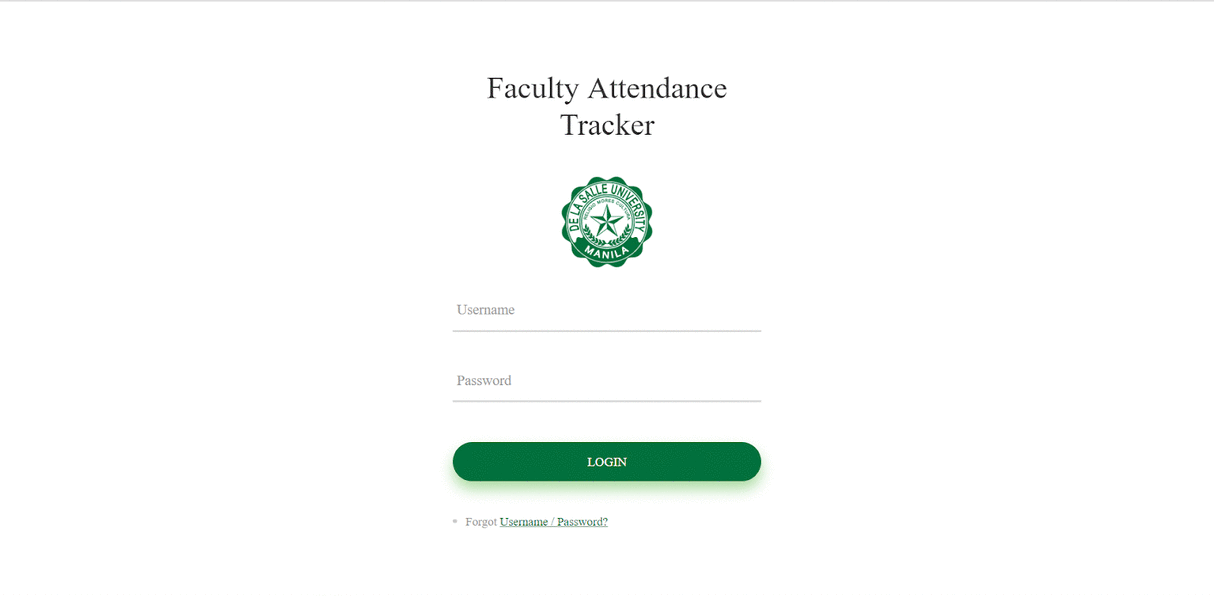 Faculty Attendance
Tracker
DE LA SALLE UNIVERSITY
RELIGIO MORES CULTURA
MANILA
Username
Password
LOGIN
Forgot Username / Password?